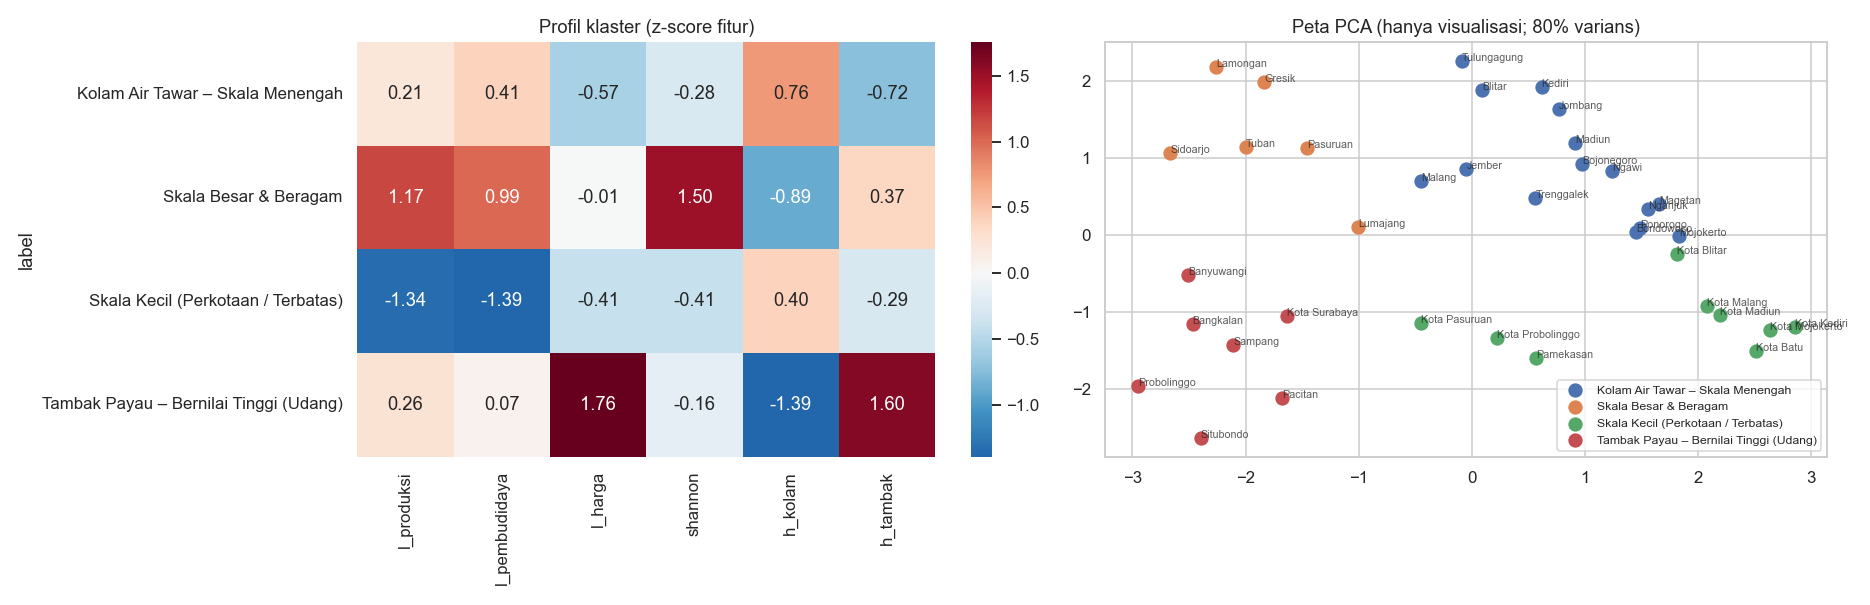 Profil klaster (z-score fitur)
label
Kolam Air Tawar – Skala Menengah
0.21 0.41 -0.57 -0.28 0.76 -0.72
Skala Besar & Beragam
1.17 0.99 -0.01 1.50 -0.89 0.37
Skala Kecil (Perkotaan / Terbatas)
-1.34 -1.39 -0.41 -0.41 0.40 -0.29
Tambak Payau – Bernilai Tinggi (Udang)
0.26 0.07 1.76 -0.16 -1.39 1.60
l_produksi
l_pembudidaya
l_harga
shannon
h_kolam
h_tambak
1.5
1.0
0.5
0.0
−0.5
−1.0
Peta PCA (hanya visualisasi; 80% varians)
2
1
0
−1
−2
Tulungagung
Lamongan
Gresik
Blitar
Kediri
Jombang
Madiun
Sidoarjo
Tuban
Pasuruan
Bojonegoro
Ngawi
Jember
Malang
Trenggalek
Magetan
Nganjuk
Lumajang
Ponorogo
Bondowoso
Mojokerto
Kota Blitar
Banyuwangi
Kota Malang
Kota Madiun
Kota Surabaya
Bangkalan
Kota Pasuruan
Kota Kediri
Kota Mojokerto
Kota Probolinggo
Sampang
Kota Batu
Pamekasan
Probolinggo
Pacitan
Situbondo
Kolam Air Tawar – Skala Menengah
Skala Besar & Beragam
Skala Kecil (Perkotaan / Terbatas)
Tambak Payau – Bernilai Tinggi (Udang)
−3 −2 −1 0 1 2 3